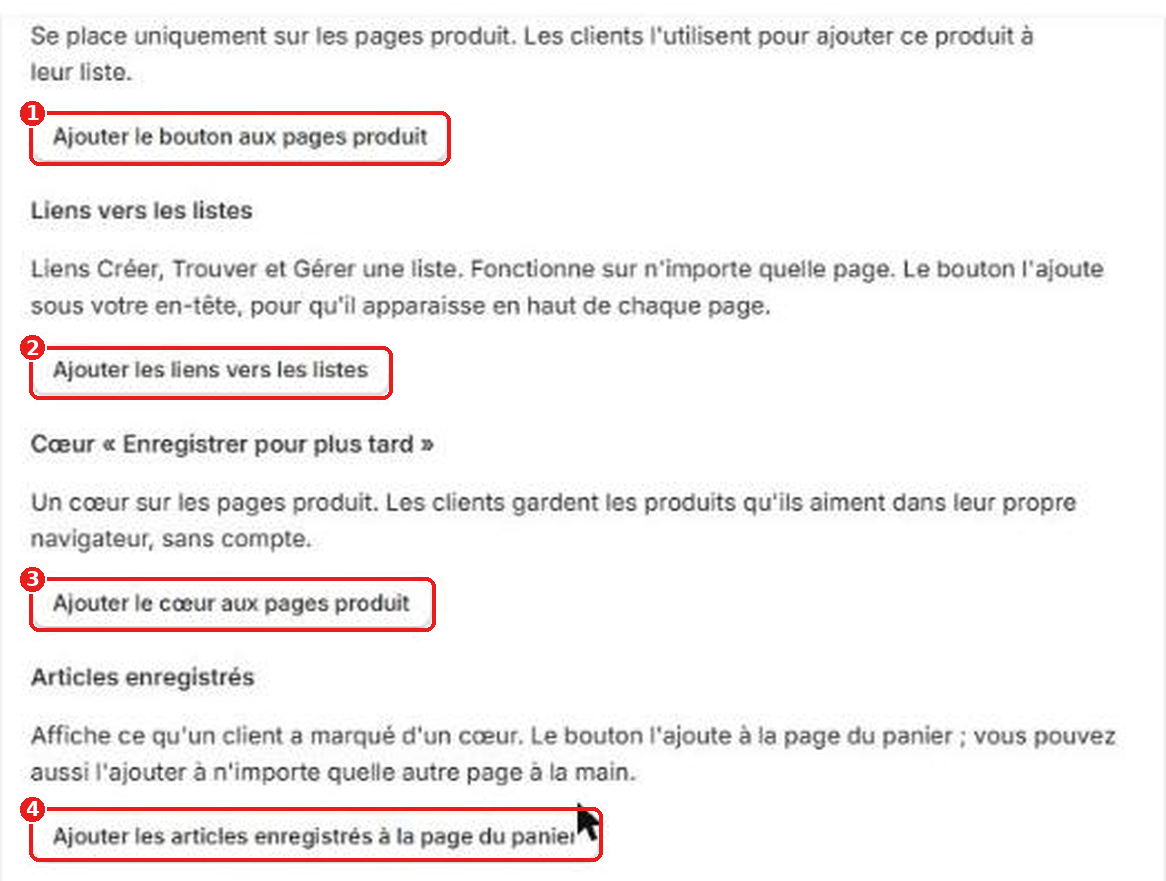 Se place uniquement sur les pages produit. Les clients l'utilisent pour ajouter ce produit à
leur liste.
1
Ajouter le bouton aux pages produit
Liens vers les listes
Liens Créer, Trouver et Gérer une liste. Fonctionne sur n'importe quelle page. Le bouton l'ajoute
sous votre en-tête, pour qu'il apparaisse en haut de chaque page.
2
Ajouter les liens vers les listes
Cœur « Enregistrer pour plus tard »
Un cœur sur les pages produit. Les clients gardent les produits qu'ils aiment dans leur propre
navigateur, sans compte.
3
Ajouter le cœur aux pages produit
Articles enregistrés
Affiche ce qu'un client a marqué d'un cœur. Le bouton l'ajoute à la page du panier ; vous pouvez
aussi l'ajouter à n'importe quelle autre page à la main.
4
Ajouter les articles enregistrés à la page du panier